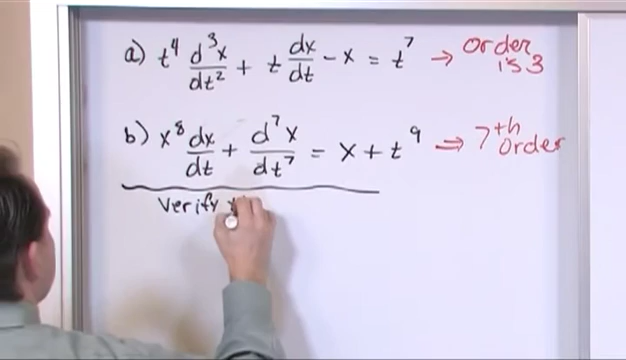 a) t⁴ d³x/dt² + t dx/dt - x = t⁷ → order is 3
b) x⁸ dx/dt + d⁷x/dt⁷ = x + t⁹ ⇒ 7th order
Verify